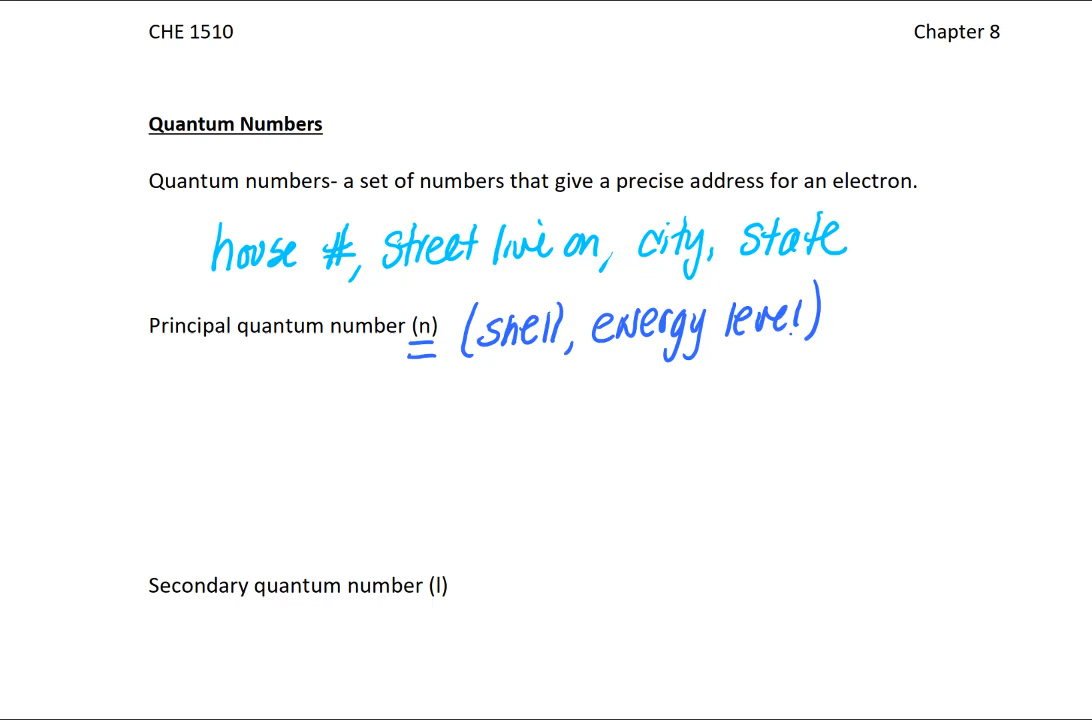 CHE 1510 Chapter 8
Quantum Numbers
Quantum numbers- a set of numbers that give a precise address for an electron.
house #, street live on, city, state
Principal quantum number (n) (shell, energy level)
Secondary quantum number (l)